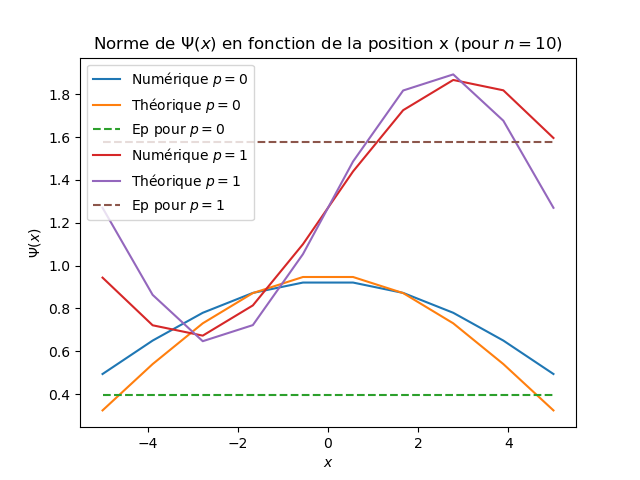 Norme de Ψ(x) en fonction de la position x (pour n = 10)
Numérique p = 0
Théorique p = 0
Ep pour p = 0
Numérique p = 1
Théorique p = 1
Ep pour p = 1
Ψ(x)
1.8
1.6
1.4
1.2
1.0
0.8
0.6
0.4
−4
−2
0
2
4
x